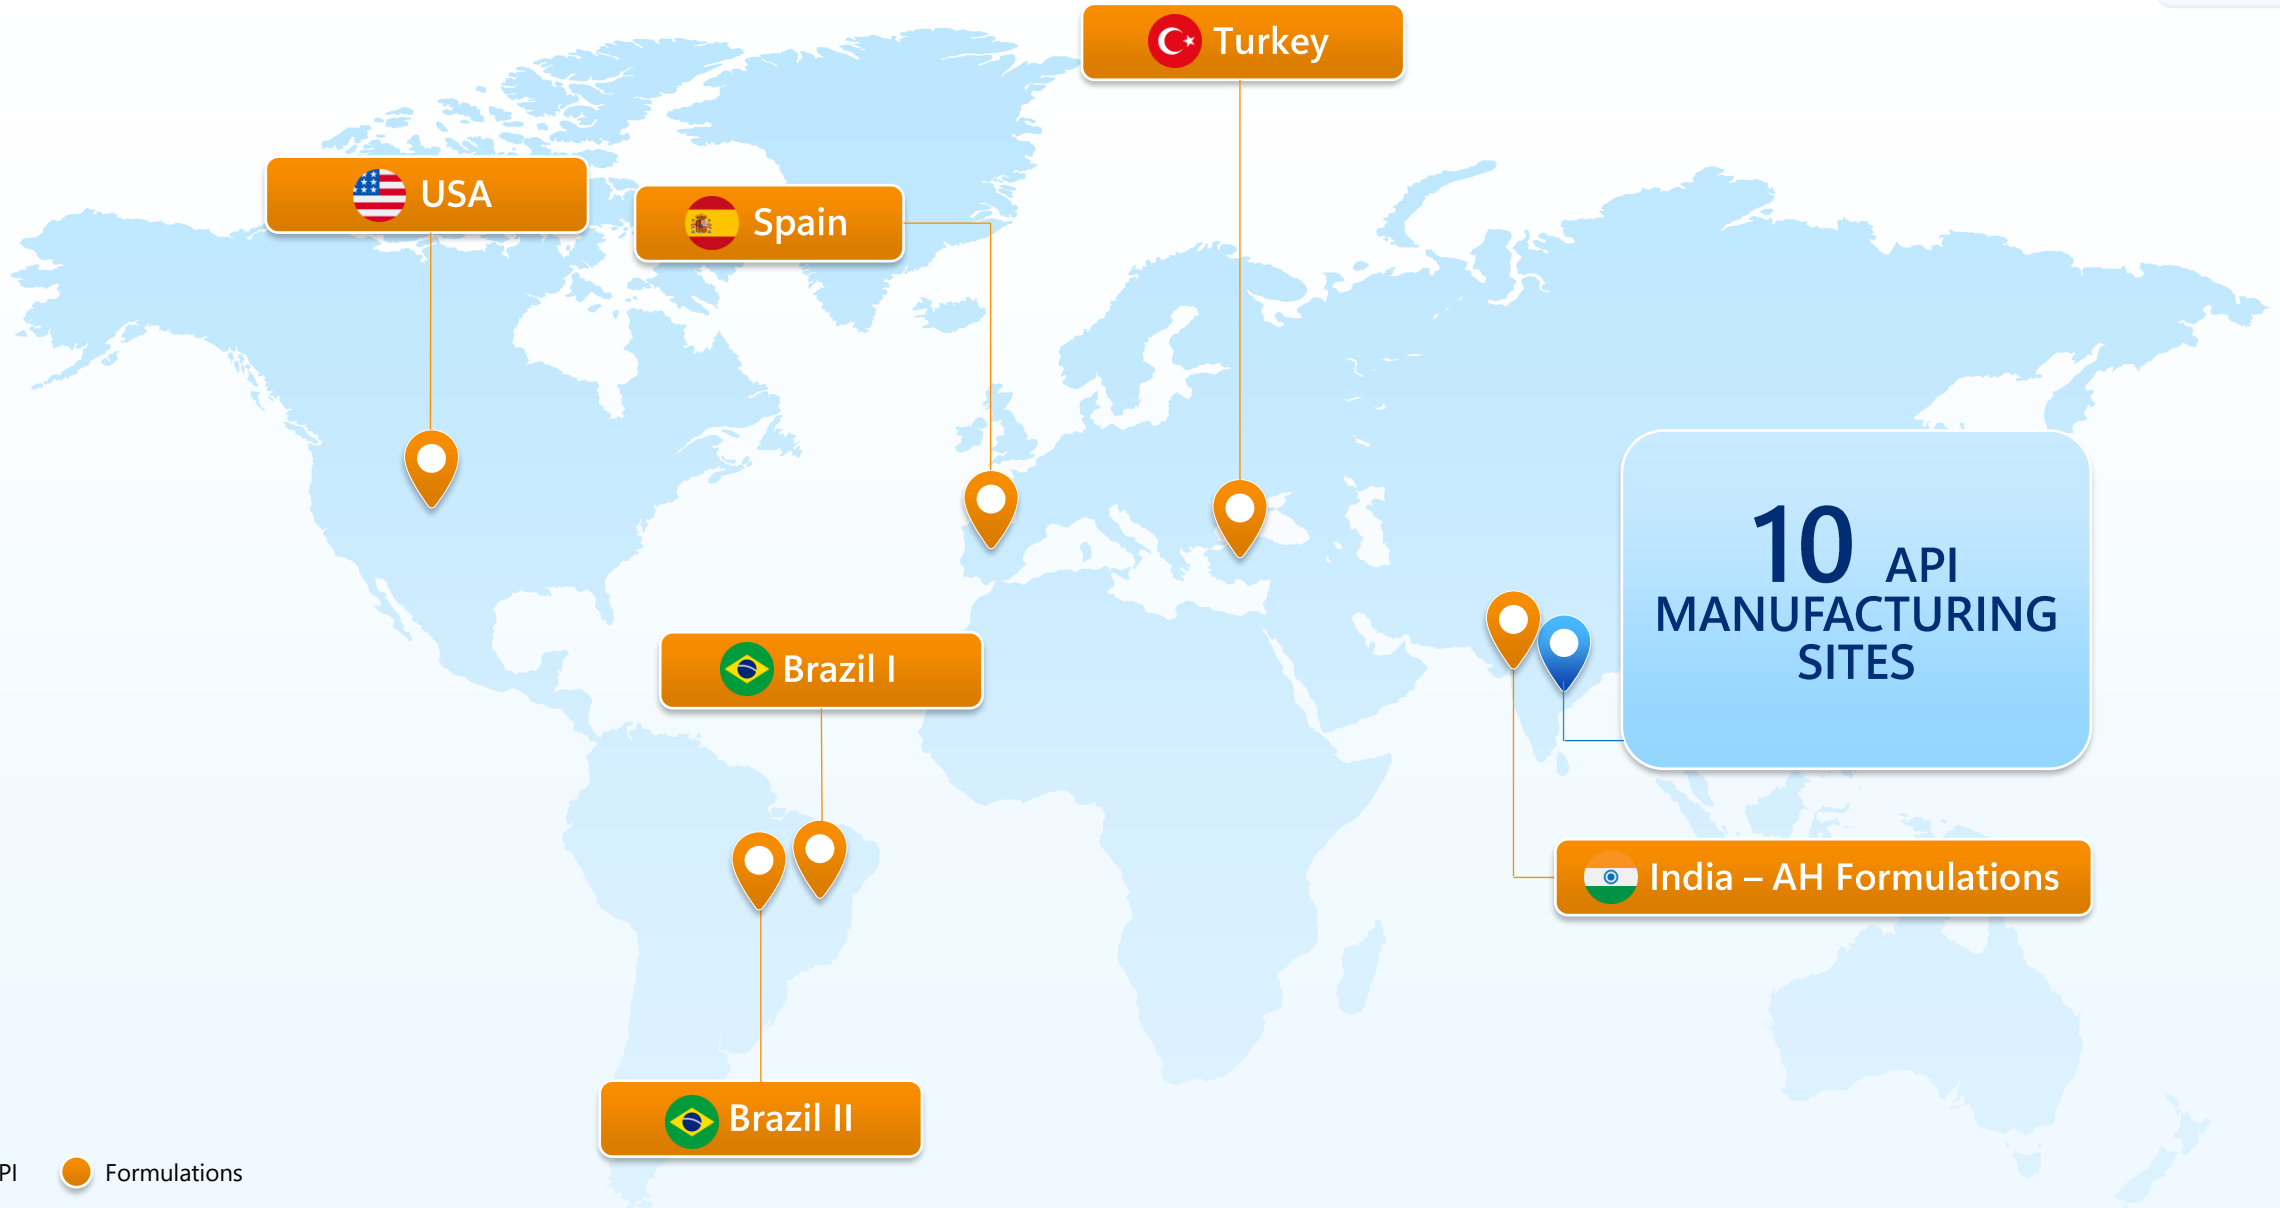 Turkey
USA
Spain
10 API
MANUFACTURING
SITES
Brazil I
India – AH Formulations
Brazil II
PI
Formulations